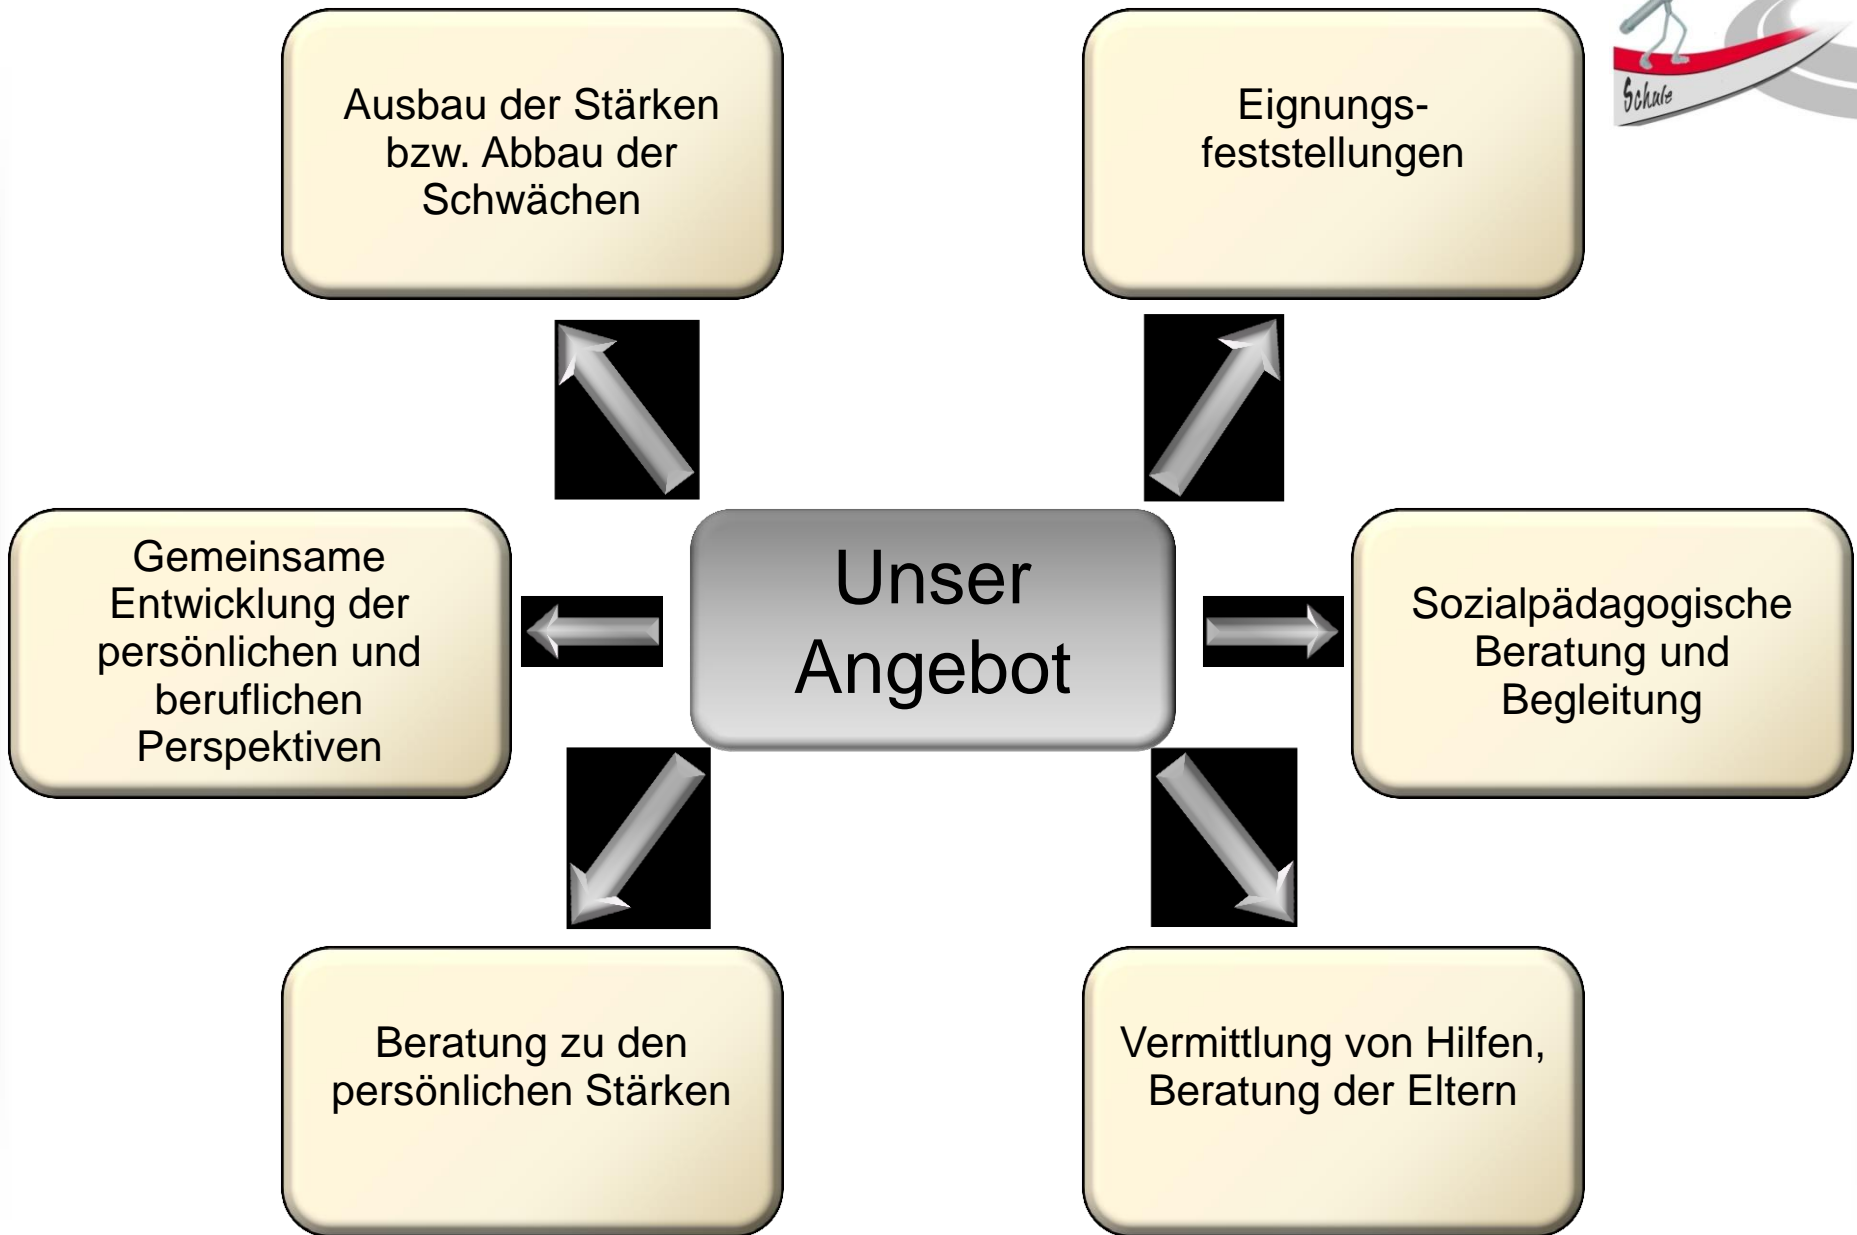 Ausbau der Stärken
bzw. Abbau der
Schwächen
Eignungs-
feststellungen
Schule
Gemeinsame
Entwicklung der
persönlichen und
beruflichen
Perspektiven
Unser
Angebot
Sozialpädagogische
Beratung und
Begleitung
Beratung zu den
persönlichen Stärken
Vermittlung von Hilfen,
Beratung der Eltern